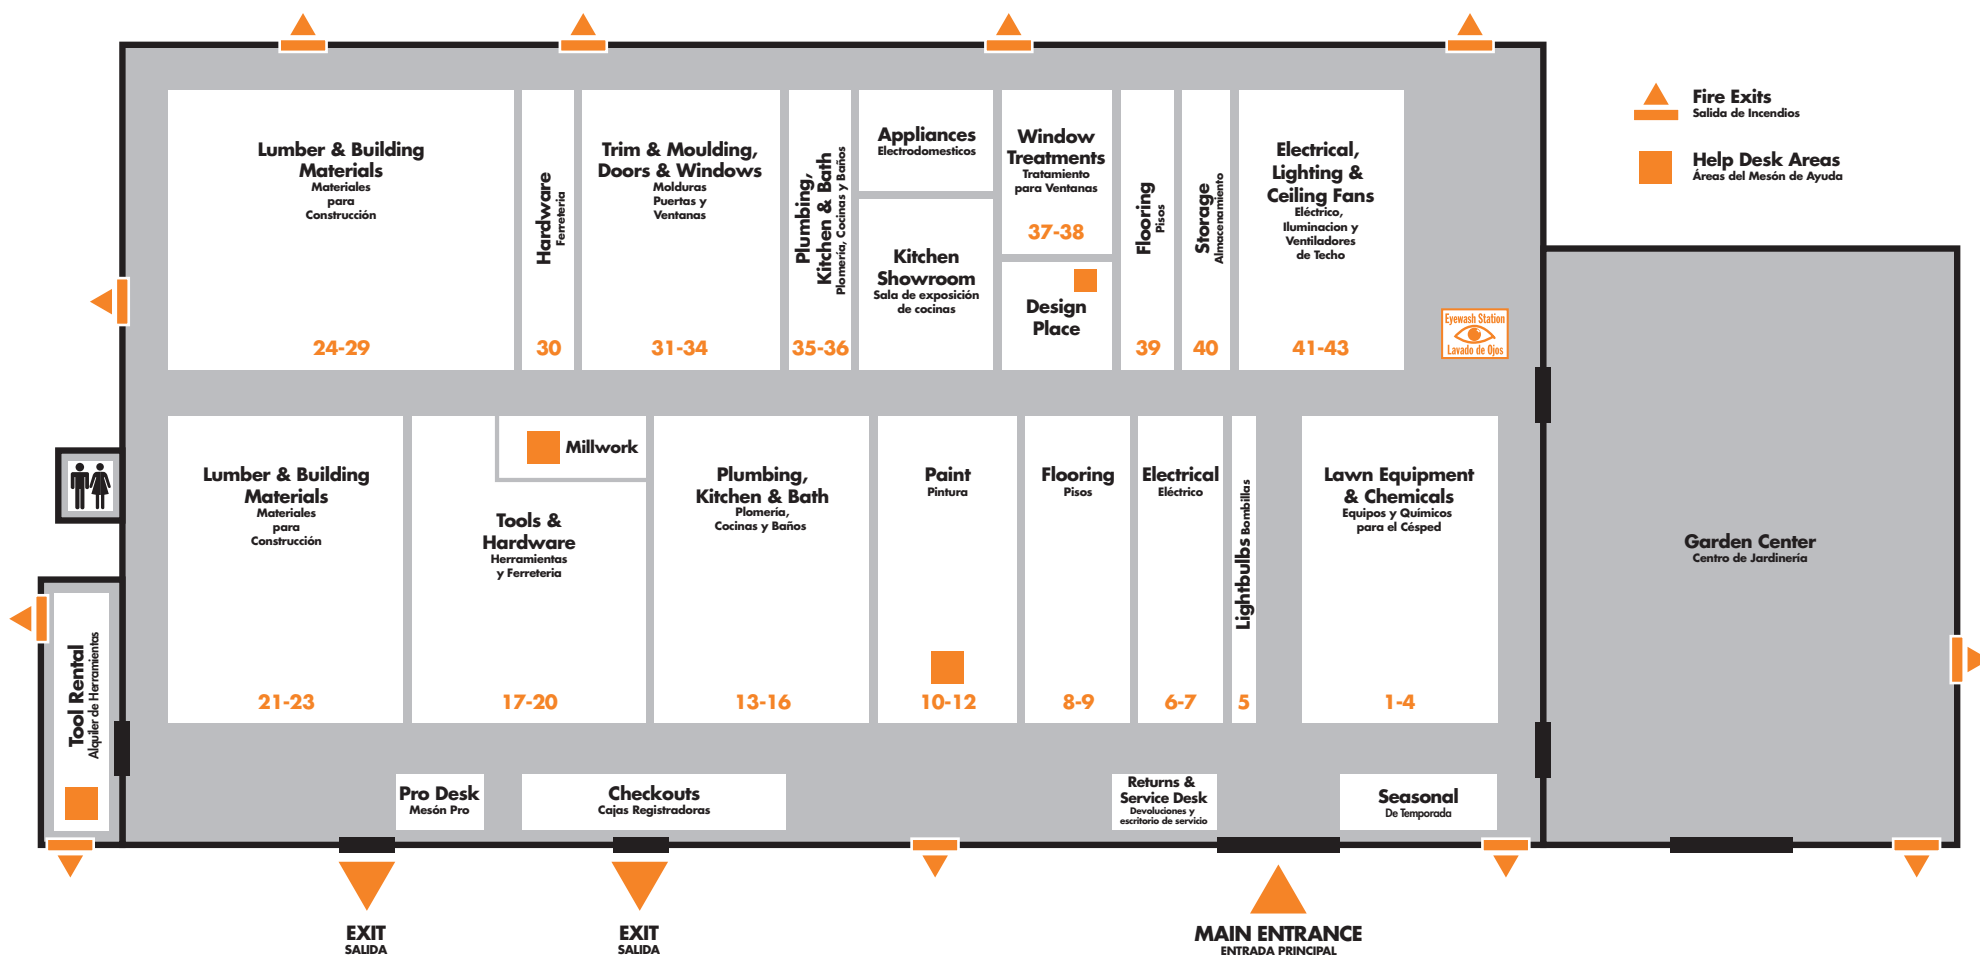 Fire Exits
Salida de Incendios
Help Desk Areas
Áreas del Mesón de Ayuda
Lumber & Building
Materials
Materiales
para
Construcción
24-29
Hardware
Ferreteria
30
Trim & Moulding,
Doors & Windows
Molduras
Puertas y
Ventanas
31-34
Plumbing,
Kitchen & Bath
Plomería, Cocinas y Baños
35-36
Appliances
Electrodomesticos
Kitchen
Showroom
Sala de exposición
de cocinas
Window
Treatments
Tratamiento
para Ventanas
37-38
Design
Place
Flooring
Pisos
39
Storage
Almacenamiento
40
Electrical,
Lighting &
Ceiling Fans
Eléctrico,
Iluminacion y
Ventiladores
de Techo
41-43
Eyewash Station
Lavado de Ojos
Lumber & Building
Materials
Materiales
para
Construcción
21-23
Millwork
Tools &
Hardware
Herramientas
y Ferreteria
17-20
Plumbing,
Kitchen & Bath
Plomería,
Cocinas y Baños
13-16
Paint
Pintura
10-12
Flooring
Pisos
8-9
Electrical
Eléctrico
6-7
Lightbulbs Bombillas
5
Lawn Equipment
& Chemicals
Equipos y Químicos
para el Césped
1-4
Garden Center
Centro de Jardinería
Tool Rental
Alquiler de Herramientas
Pro Desk
Mesón Pro
Checkouts
Cajas Registradoras
Returns &
Service Desk
Devoluciones y
escritorio de servicio
Seasonal
De Temporada
EXIT
SALIDA
EXIT
SALIDA
MAIN ENTRANCE
ENTRADA PRINCIPAL